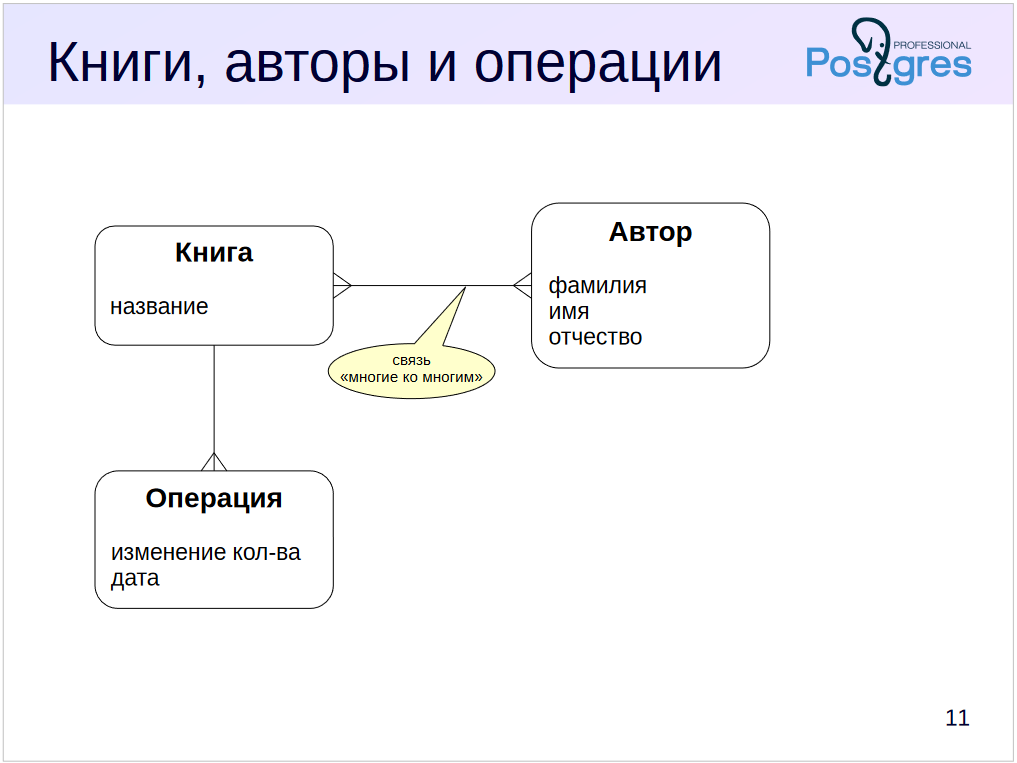 Книги, авторы и операции
PROFESSIONAL
Postgres
Книга
название
Автор
фамилия
имя
отчество
связь
«многие ко многим»
Операция
изменение кол-ва
дата
11